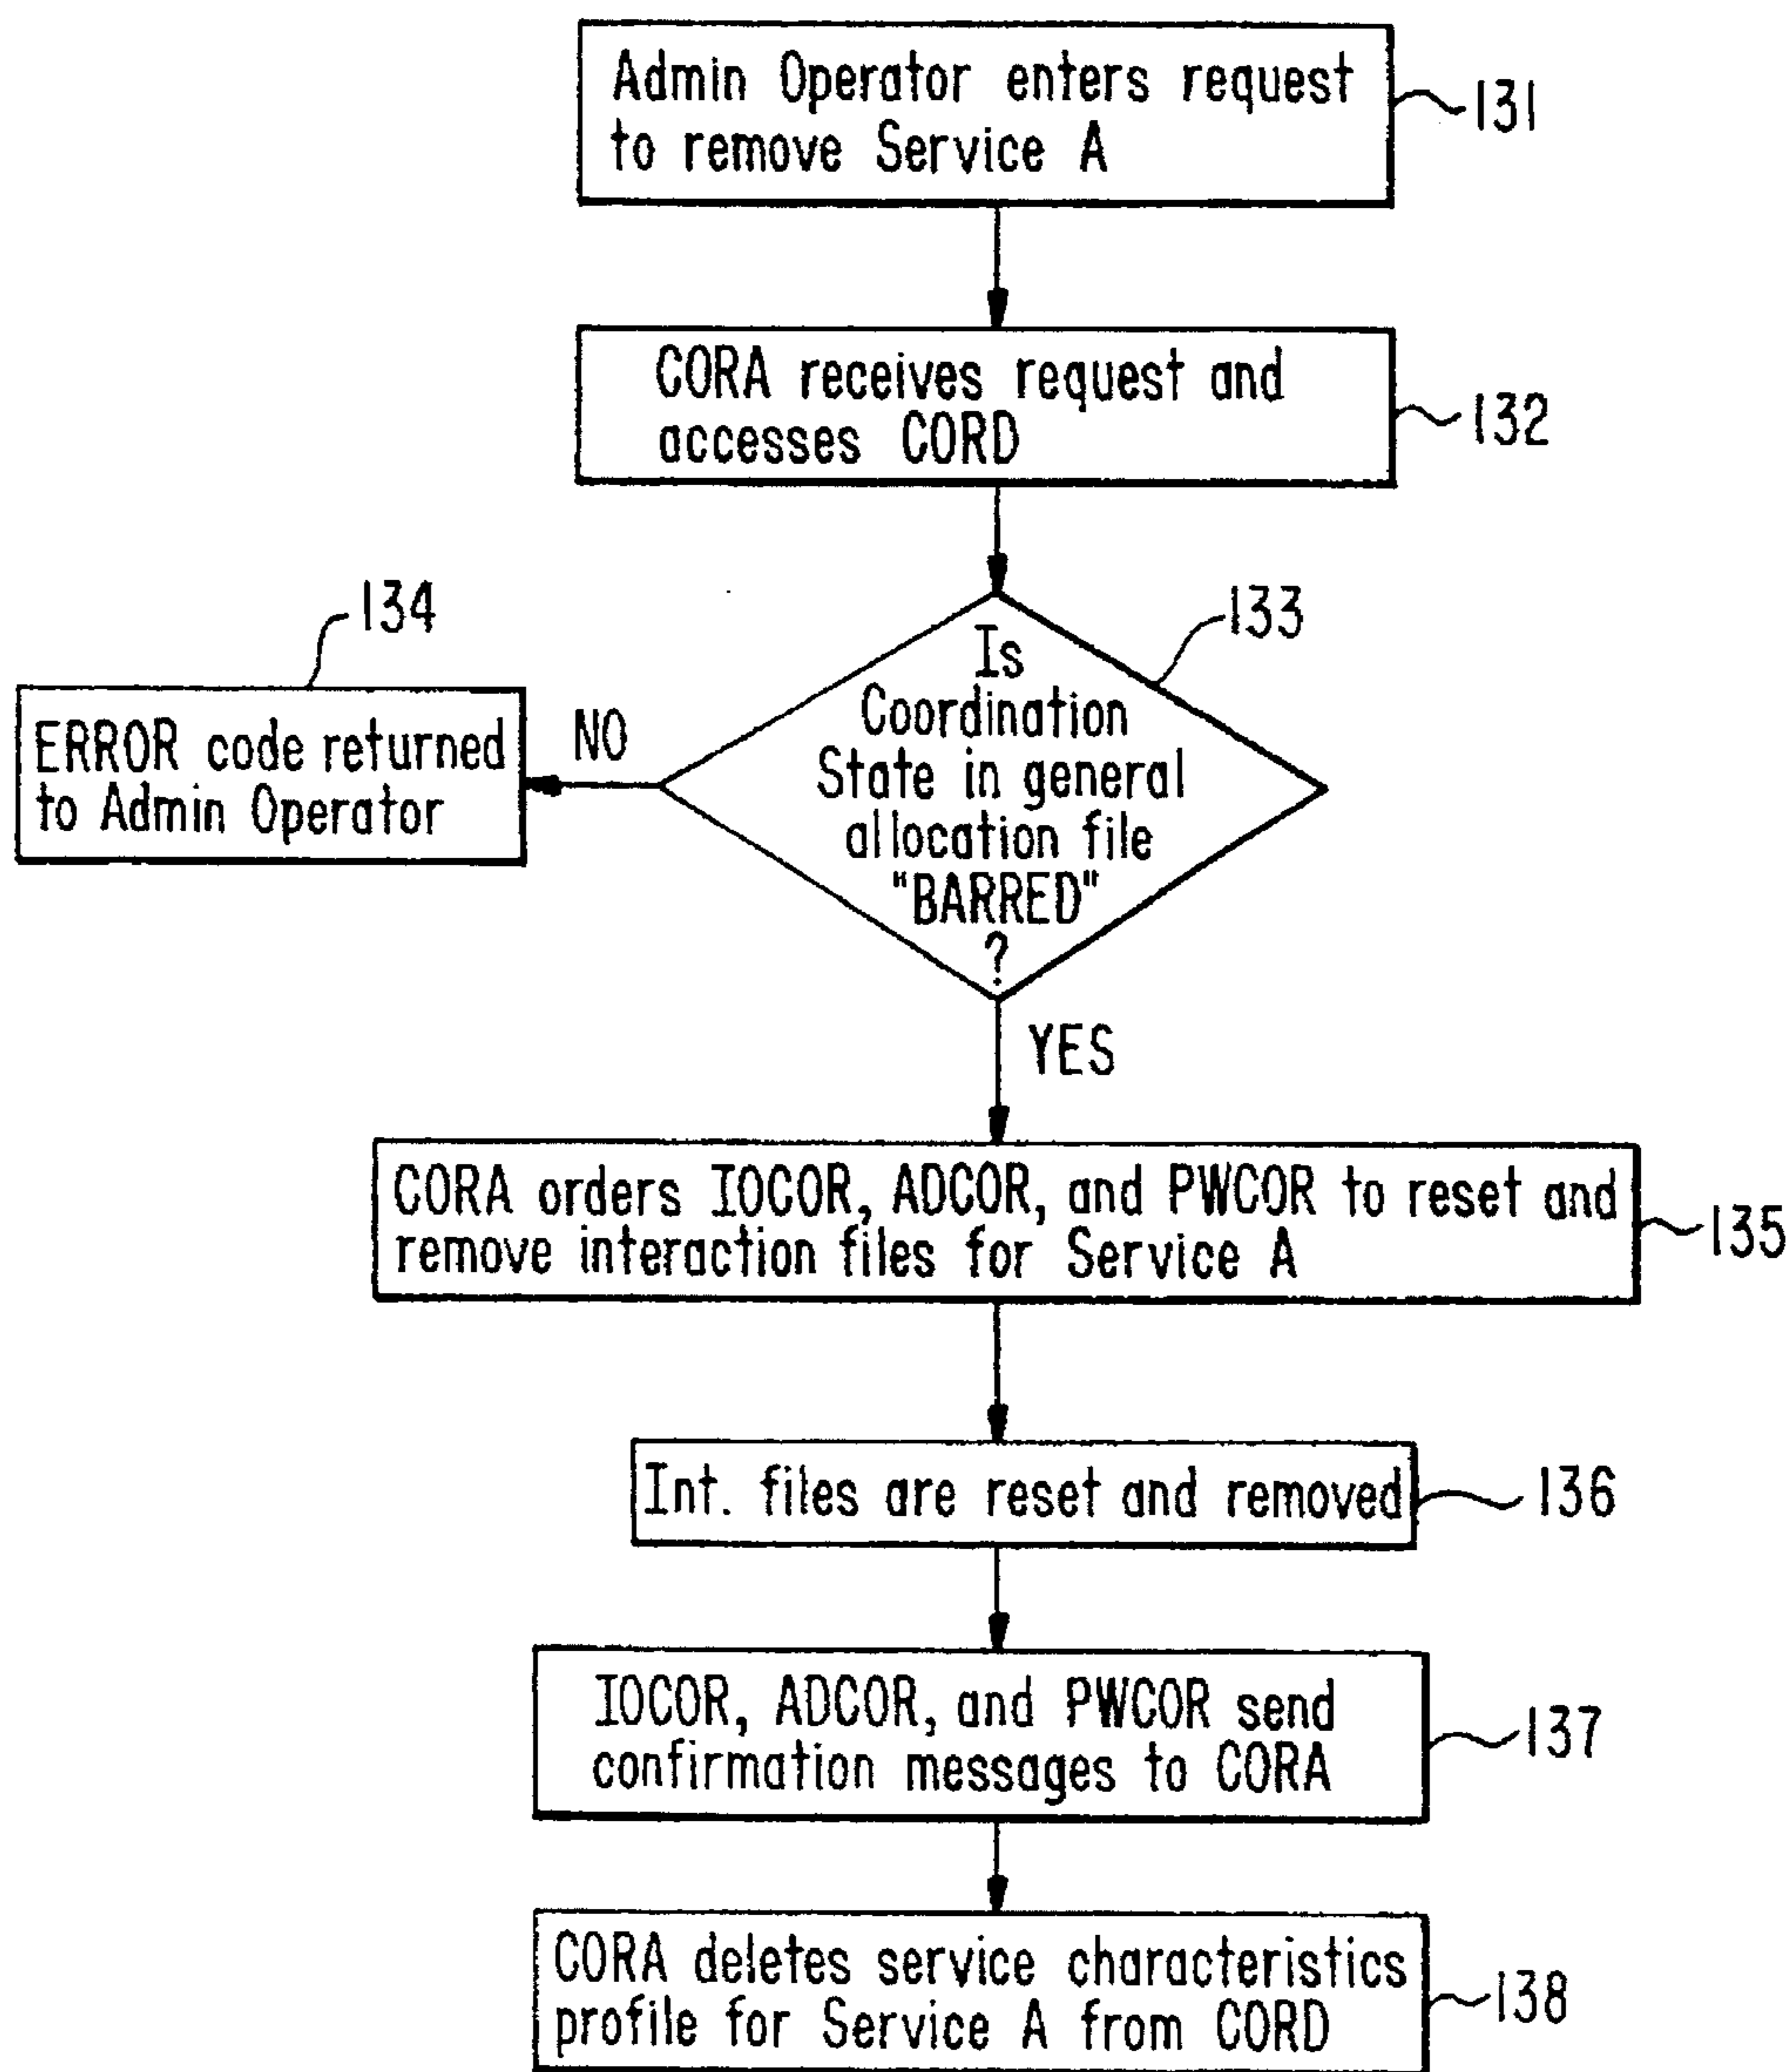 Admin Operator enters request
to remove Service A
131
CORA receives request and
accesses CORD
132
Is
Coordination
State in general
allocation file
"BARRED"
?
133
134
ERROR code returned
to Admin Operator
NO
YES
CORA orders IOCOR, ADCOR, and PWCOR to reset and
remove interaction files for Service A
135
Int. files are reset and removed
136
IOCOR, ADCOR, and PWCOR send
confirmation messages to CORA
137
CORA deletes service characteristics
profile for Service A from CORD
138